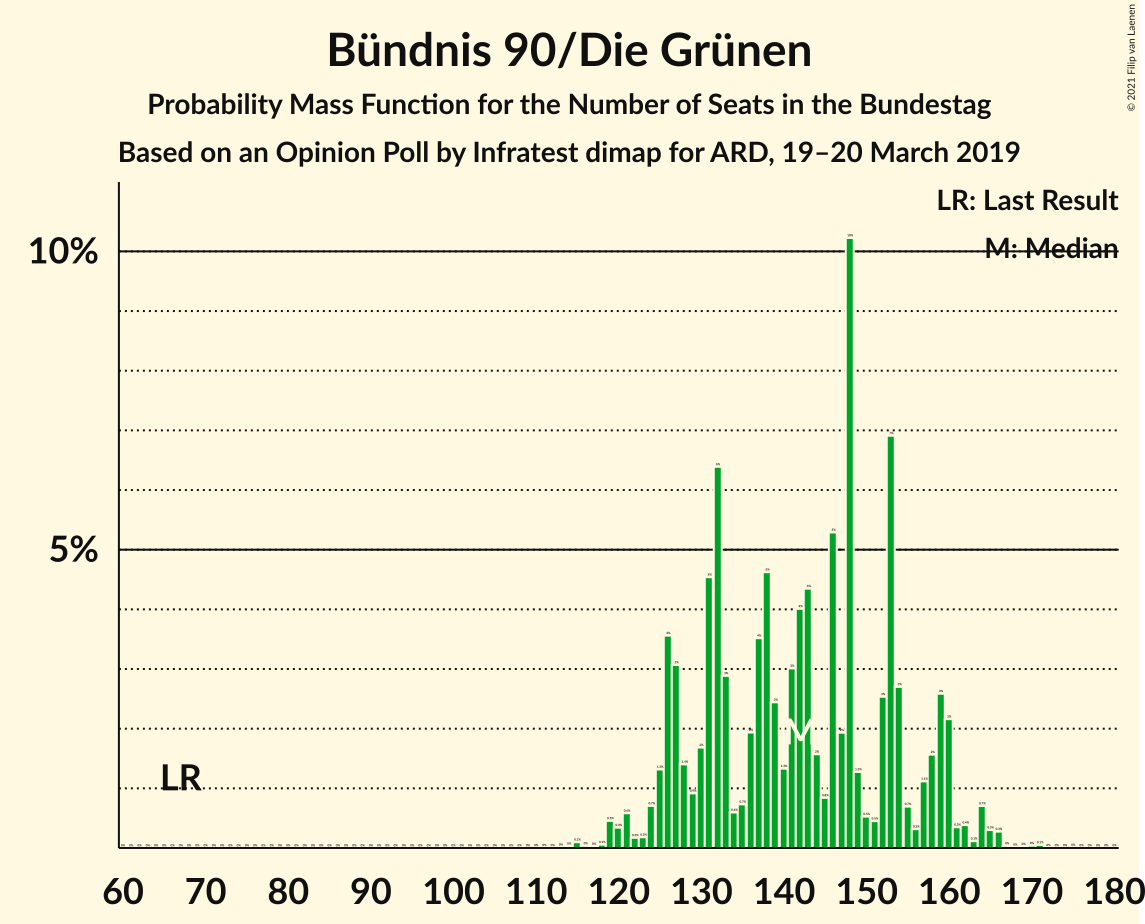 Bündnis 90/Die Grünen
Probability Mass Function for the Number of Seats in the Bundestag
Based on an Opinion Poll by Infratest dimap for ARD, 19–20 March 2019
© 2021 Filip van Laenen
LR: Last Result
M: Median
10%
5%
LR
M
60 70 80 90 100 110 120 130 140 150 160 170 180